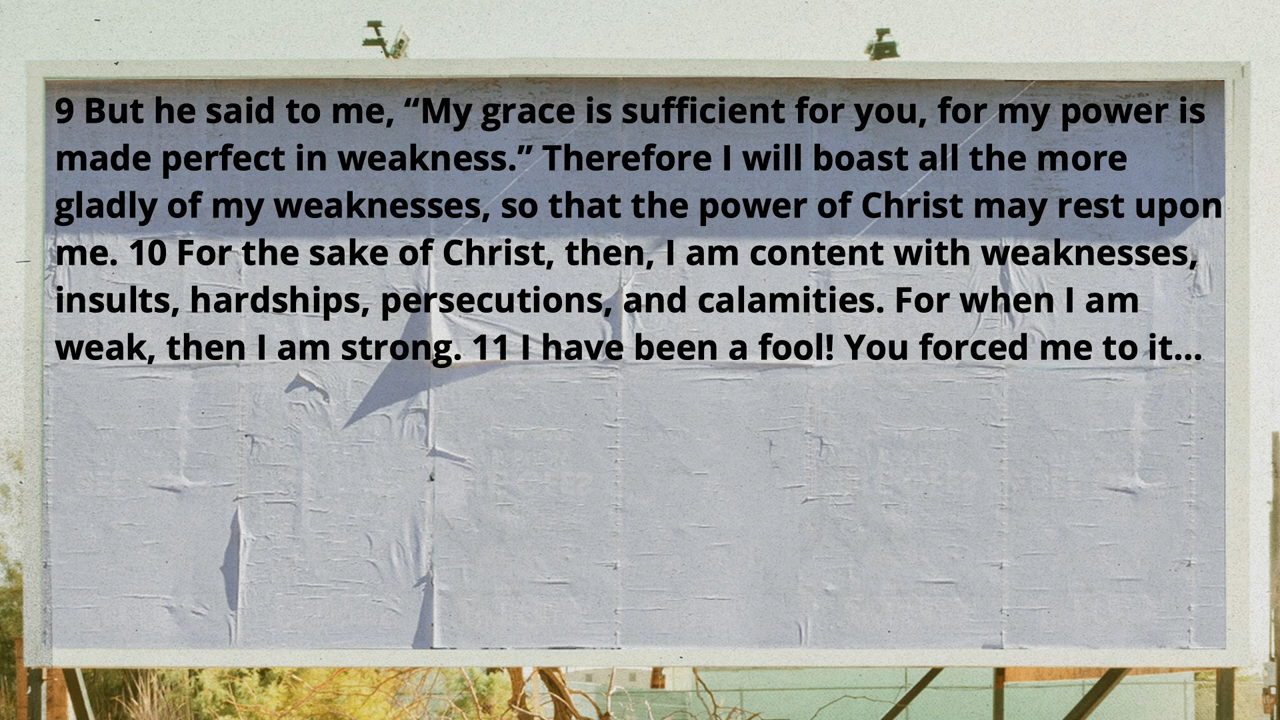 9 But he said to me, “My grace is sufficient for you, for my power is
made perfect in weakness.” Therefore I will boast all the more
gladly of my weaknesses, so that the power of Christ may rest upon
me. 10 For the sake of Christ, then, I am content with weaknesses,
insults, hardships, persecutions, and calamities. For when I am
weak, then I am strong. 11 I have been a fool! You forced me to it...